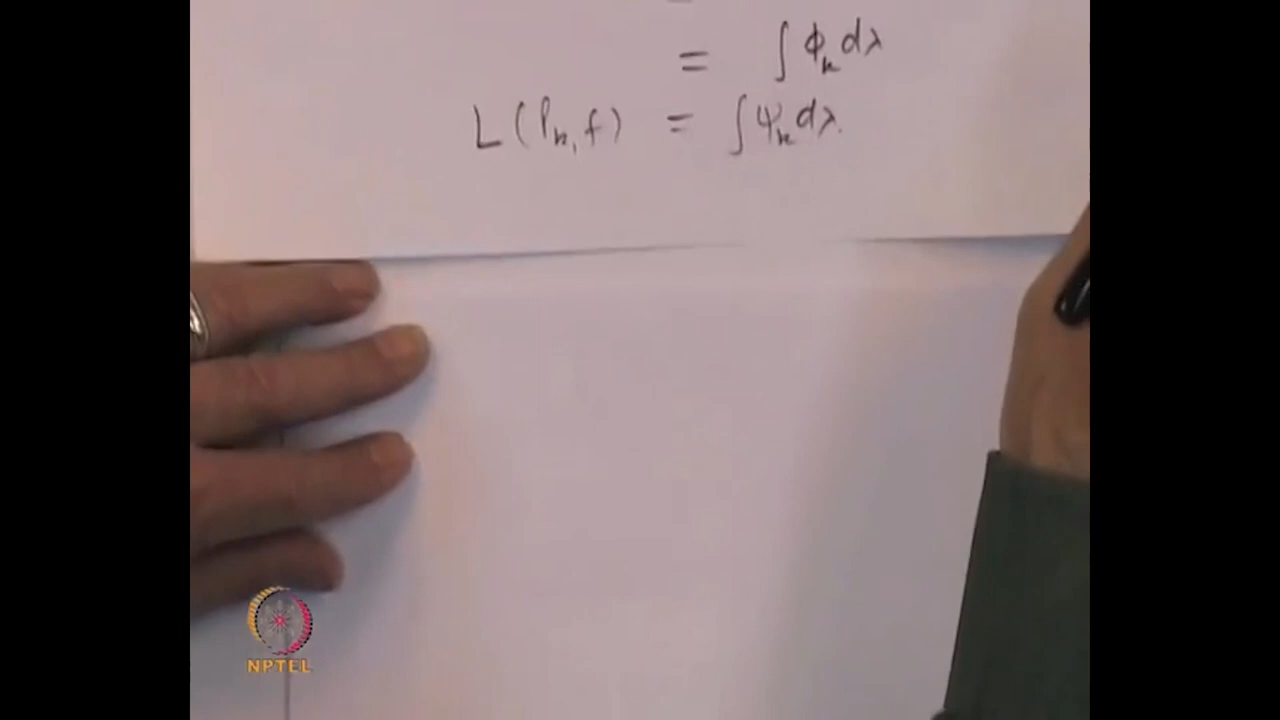 = ∫ ϕₙ dλ
L(Pₙ, f) = ∫ ψₙ dλ.
NPTEL